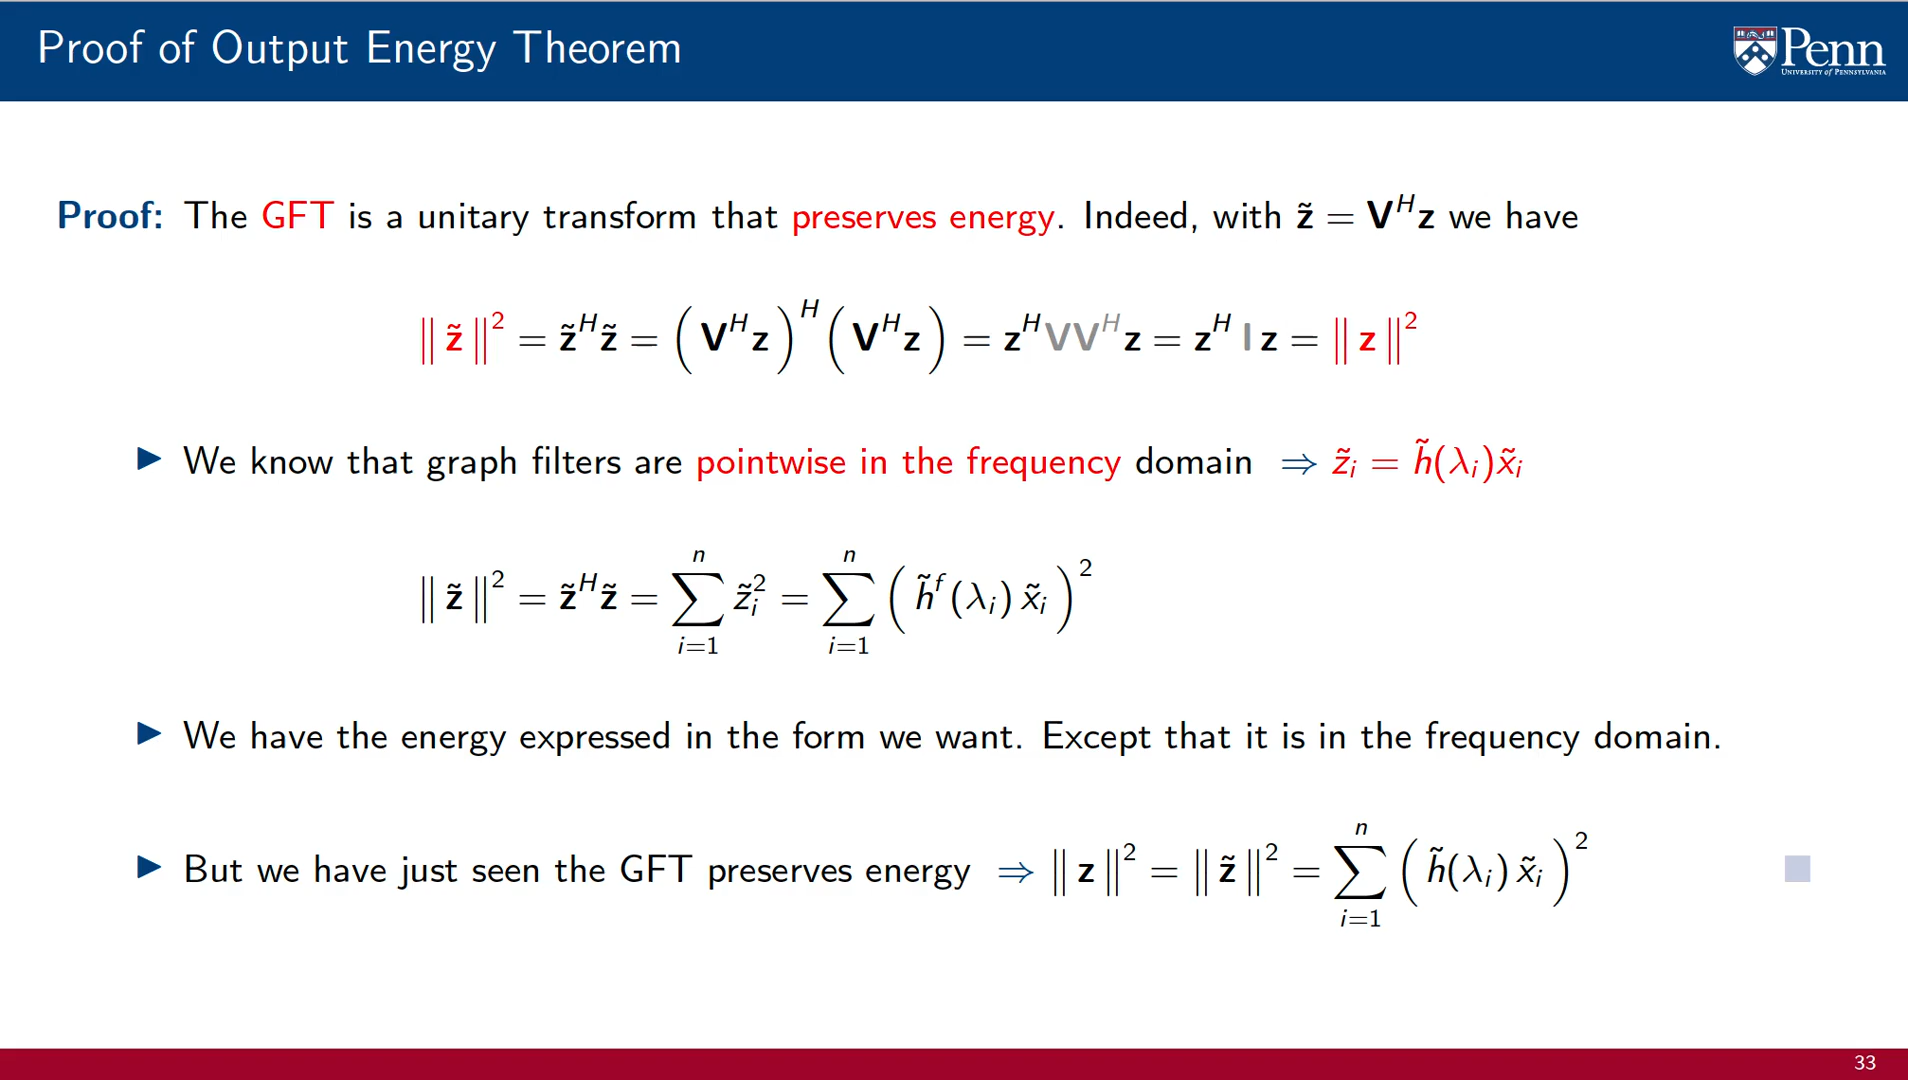 Proof of Output Energy Theorem
Penn
UNIVERSITY of PENNSYLVANIA
Proof: The GFT is a unitary transform that preserves energy. Indeed, with z̃ = V^H z we have
‖ z̃ ‖² = z̃^H z̃ = ( V^H z )^H ( V^H z ) = z^H VV^H z = z^H I z = ‖ z ‖²
▶ We know that graph filters are pointwise in the frequency domain ⇒ z̃_i = h̃(λ_i)x̃_i
‖ z̃ ‖² = z̃^H z̃ = ∑_{i=1}^{n} z̃_i² = ∑_{i=1}^{n} ( h̃^f (λ_i) x̃_i )²
▶ We have the energy expressed in the form we want. Except that it is in the frequency domain.
▶ But we have just seen the GFT preserves energy ⇒ ‖ z ‖² = ‖ z̃ ‖² = ∑_{i=1}^{n} ( h̃(λ_i) x̃_i )²
33